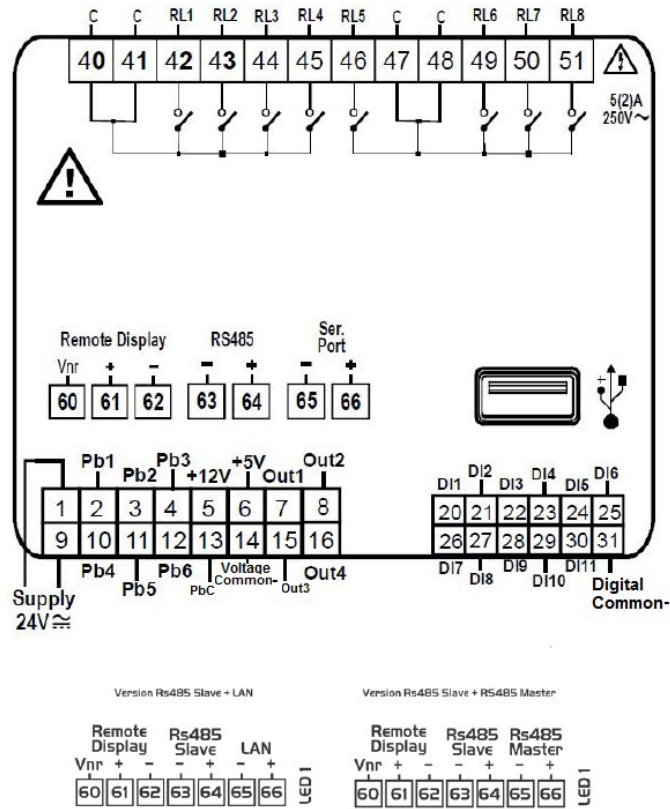 C C RL1 RL2 RL3 RL4 RL5 C C RL6 RL7 RL8
40 41 42 43 44 45 46 47 48 49 50 51
5(2)A
250V~
Remote Display RS485 Ser. Port
Vnr + - - + - +
60 61 62 63 64 65 66
Pb1 Pb2 Pb3 +12V +5V Out1 Out2
1 2 3 4 5 6 7 8
9 10 11 12 13 14 15 16
Pb4 Pb5 Pb6 PbC Voltage Common- Out3 Out4
Supply
24V≂
DI1 DI2 DI3 DI4 DI5 DI6
20 21 22 23 24 25
26 27 28 29 30 31
DI7 DI8 DI9 DI10 DI11 Digital
Common-
Version Rs485 Slave + LAN
Remote Display Rs485 Slave LAN
Vnr + - - + - +
60 61 62 63 64 65 66 LED 1
Version Rs485 Slave + RS485 Master
Remote Display Rs485 Slave Rs485 Master
Vnr + - - + - +
60 61 62 63 64 65 66 LED 1